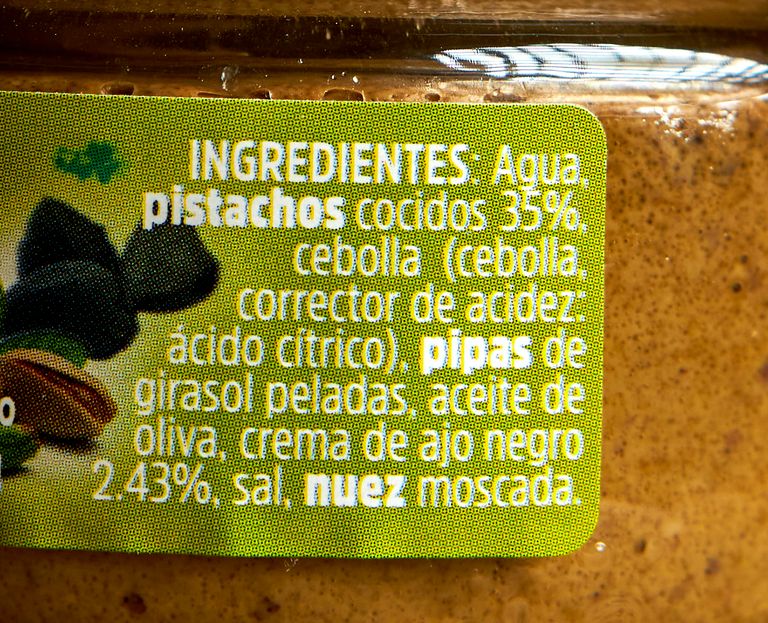 INGREDIENTES: Agua,
pistachos cocidos 35%,
cebolla (cebolla,
corrector de acidez:
ácido cítrico), pipas de
girasol peladas, aceite de
oliva, crema de ajo negro
2.43%, sal, nuez moscada.